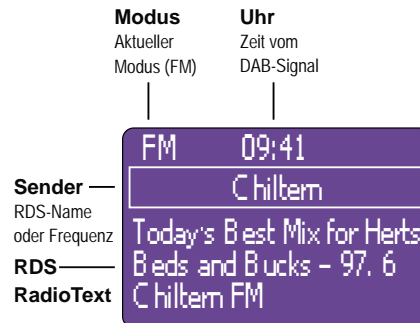 Modus
Aktueller
Modus (FM)
Uhr
Zeit vom
DAB-Signal
FM 09:41
Chiltern
Today's Best Mix for Herts
Beds and Bucks - 97. 6
Chiltern FM
Sender
RDS-Name
oder Frequenz
RDS
RadioText